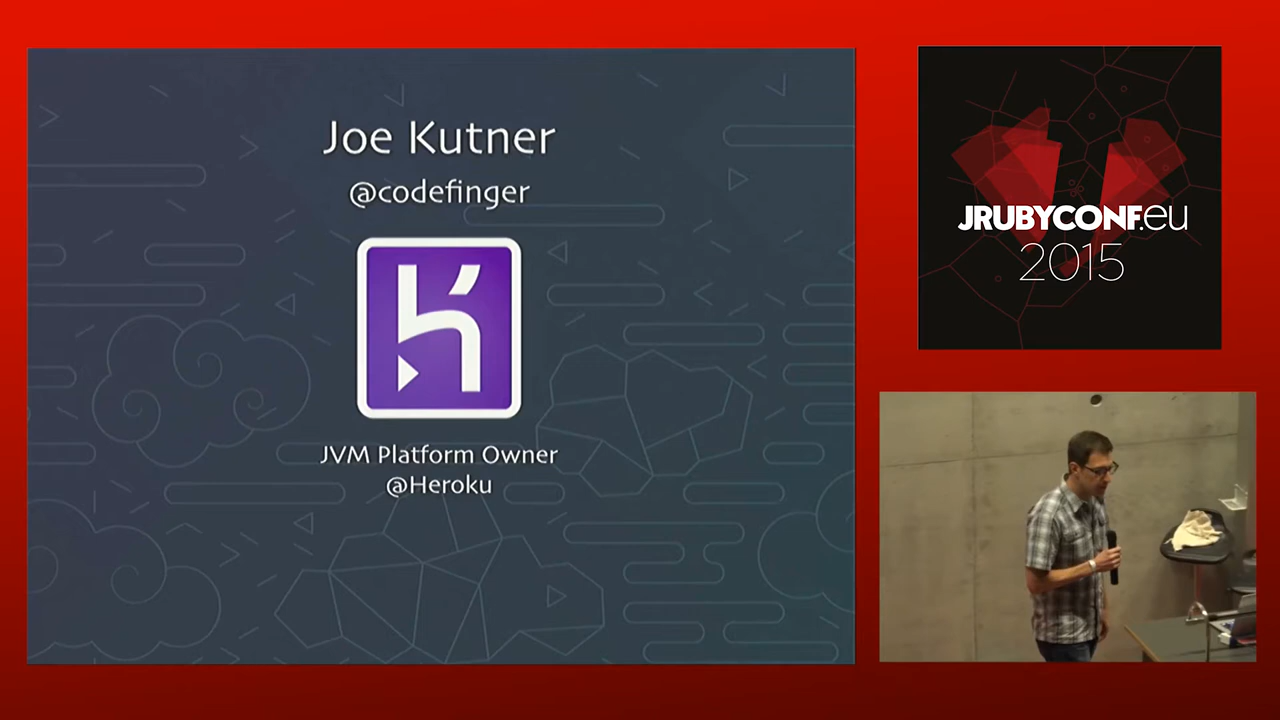 Joe Kutner
@codefinger
JVM Platform Owner
@Heroku
JRUBYCONF.eu
2015